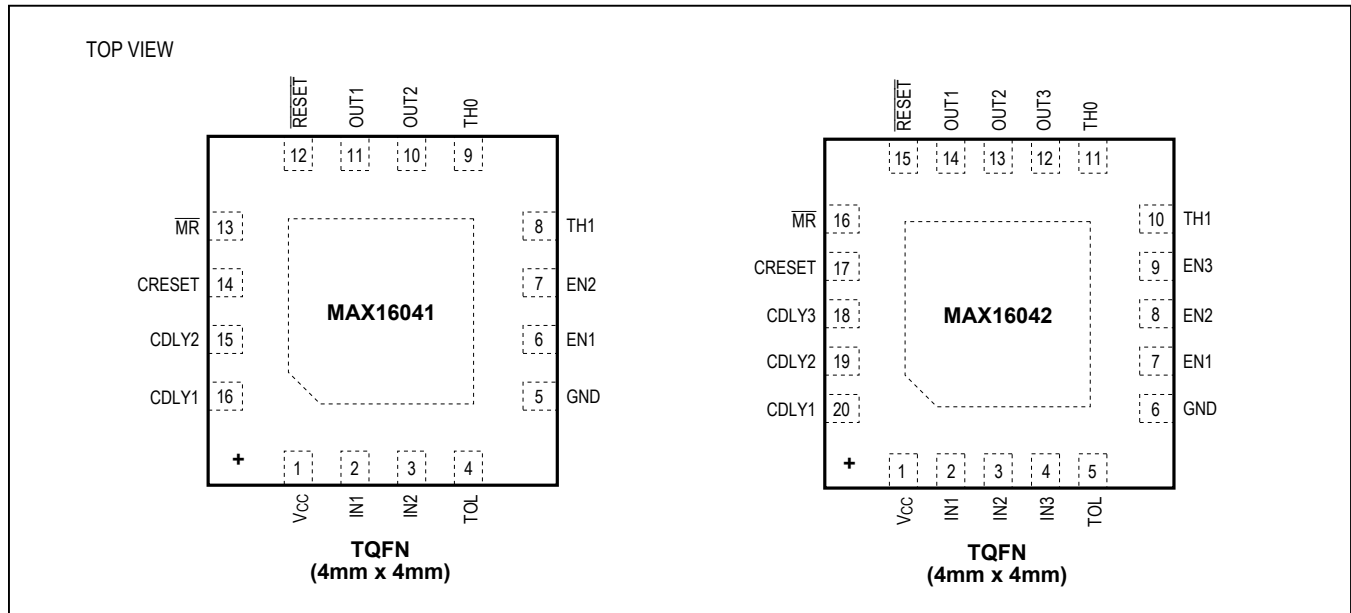 TOP VIEW
RESET
OUT1
OUT2
TH0
12 11 10 9
MR 13
CRESET 14
CDLY2 15
CDLY1 16
8 TH1
7 EN2
6 EN1
5 GND
MAX16041
+
1 2 3 4
VCC
IN1
IN2
TOL
TQFN
(4mm x 4mm)
RESET
OUT1
OUT2
OUT3
TH0
15 14 13 12 11
MR 16
CRESET 17
CDLY3 18
CDLY2 19
CDLY1 20
10 TH1
9 EN3
8 EN2
7 EN1
6 GND
MAX16042
+
1 2 3 4 5
VCC
IN1
IN2
IN3
TOL
TQFN
(4mm x 4mm)